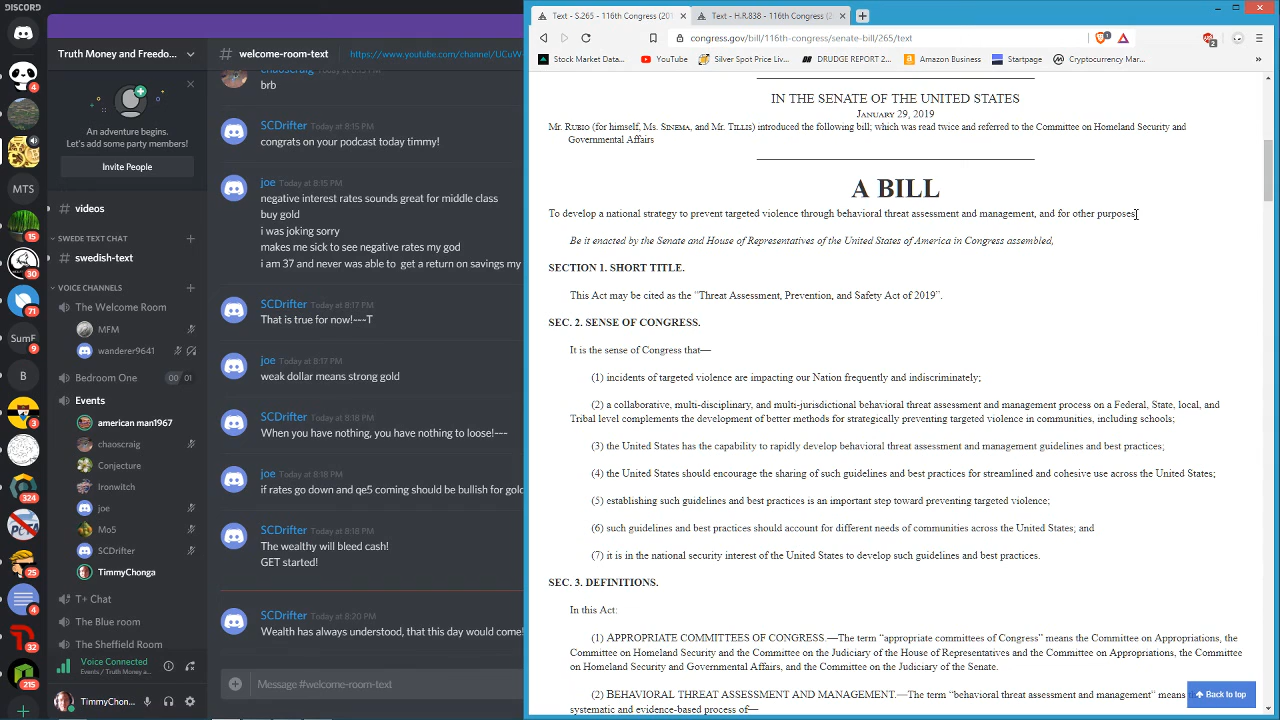 DISCORD
Truth Money and Freedo...
# welcome-room-text
https://www.youtube.com/channel/UCuW
An adventure begins.
Let's add some party members!
Invite People
videos
SWEDE TEXT CHAT
# swedish-text
VOICE CHANNELS
The Welcome Room
MFM
wanderer9641
Bedroom One
00 01
Events
american man1967
chaoscraig
Conjecture
Ironwitch
joe
Mo5
SCDrifter
TimmyChonga
T+ Chat
The Blue room
The Sheffield Room
Voice Connected
Events / Truth Money a...
TimmyChon...
4
MTS
15
30
71
SumF
9
B
3
324
25
4
2
215
chaoscraig Today at 8:13 PM
brb
SCDrifter Today at 8:15 PM
congrats on your podcast today timmy!
joe Today at 8:15 PM
negative interest rates sounds great for middle class
buy gold
i was joking sorry
makes me sick to see negative rates my god
i am 37 and never was able to get a return on savings my
SCDrifter Today at 8:17 PM
That is true for now!~~~T
joe Today at 8:17 PM
weak dollar means strong gold
SCDrifter Today at 8:18 PM
When you have nothing, you have nothing to loose!~~~
joe Today at 8:18 PM
if rates go down and qe5 coming should be bullish for gold
SCDrifter Today at 8:18 PM
The wealthy will bleed cash!
GET started!
SCDrifter Today at 8:20 PM
Wealth has always understood, that this day would come!
Message #welcome-room-text
Text - S.265 - 116th Congress (201
Text - H.R.838 - 116th Congress (2
congress.gov/bill/116th-congress/senate-bill/265/text
1
2
Stock Market Data...
YouTube
Silver Spot Price Liv...
DRUDGE REPORT 2...
Amazon Business
Startpage
Cryptocurrency Mar...
IN THE SENATE OF THE UNITED STATES
JANUARY 29, 2019
Mr. RUBIO (for himself, Ms. SINEMA, and Mr. TILLIS) introduced the following bill; which was read twice and referred to the Committee on Homeland Security and
Governmental Affairs
A BILL
To develop a national strategy to prevent targeted violence through behavioral threat assessment and management, and for other purposes.
Be it enacted by the Senate and House of Representatives of the United States of America in Congress assembled,
SECTION 1. SHORT TITLE.
This Act may be cited as the “Threat Assessment, Prevention, and Safety Act of 2019”.
SEC. 2. SENSE OF CONGRESS.
It is the sense of Congress that—
(1) incidents of targeted violence are impacting our Nation frequently and indiscriminately;
(2) a collaborative, multi-disciplinary, and multi-jurisdictional behavioral threat assessment and management process on a Federal, State, local, and
Tribal level complements the development of better methods for strategically preventing targeted violence in communities, including schools;
(3) the United States has the capability to rapidly develop behavioral threat assessment and management guidelines and best practices;
(4) the United States should encourage the sharing of such guidelines and best practices for streamlined and cohesive use across the United States;
(5) establishing such guidelines and best practices is an important step toward preventing targeted violence;
(6) such guidelines and best practices should account for different needs of communities across the United States; and
(7) it is in the national security interest of the United States to develop such guidelines and best practices.
SEC. 3. DEFINITIONS.
In this Act:
(1) APPROPRIATE COMMITTEES OF CONGRESS.—The term “appropriate committees of Congress” means the Committee on Appropriations, the
Committee on Homeland Security and the Committee on the Judiciary of the House of Representatives and the Committee on Appropriations, the Committee
on Homeland Security and Governmental Affairs, and the Committee on the Judiciary of the Senate.
(2) BEHAVIORAL THREAT ASSESSMENT AND MANAGEMENT.—The term “behavioral threat assessment and management” means
systematic and evidence-based process of—
Back to top